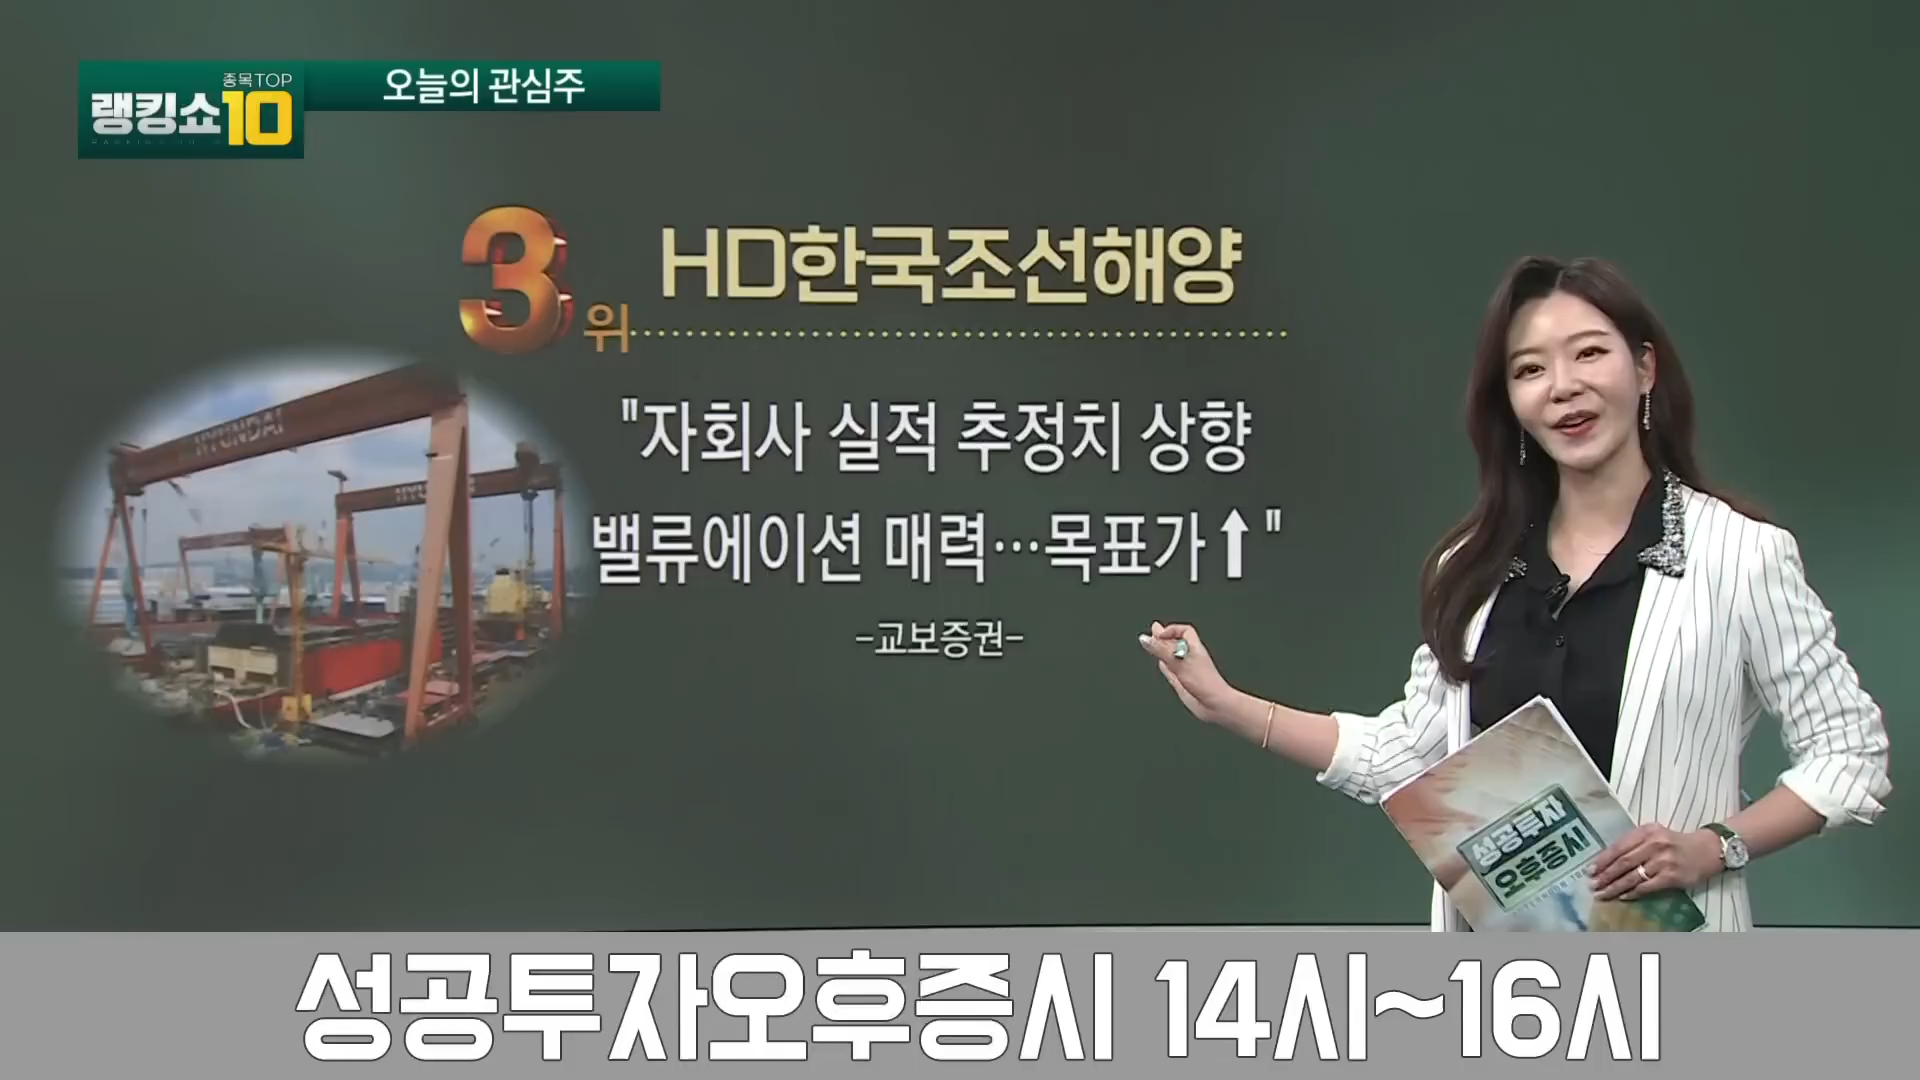 종목TOP
랭킹쇼10
오늘의 관심주
3위 HD한국조선해양
"자회사 실적 추정치 상향
밸류에이션 매력…목표가⬆"
-교보증권-
HYUNDAI
성공투자
오후증시
성공투자오후증시 14시~16시